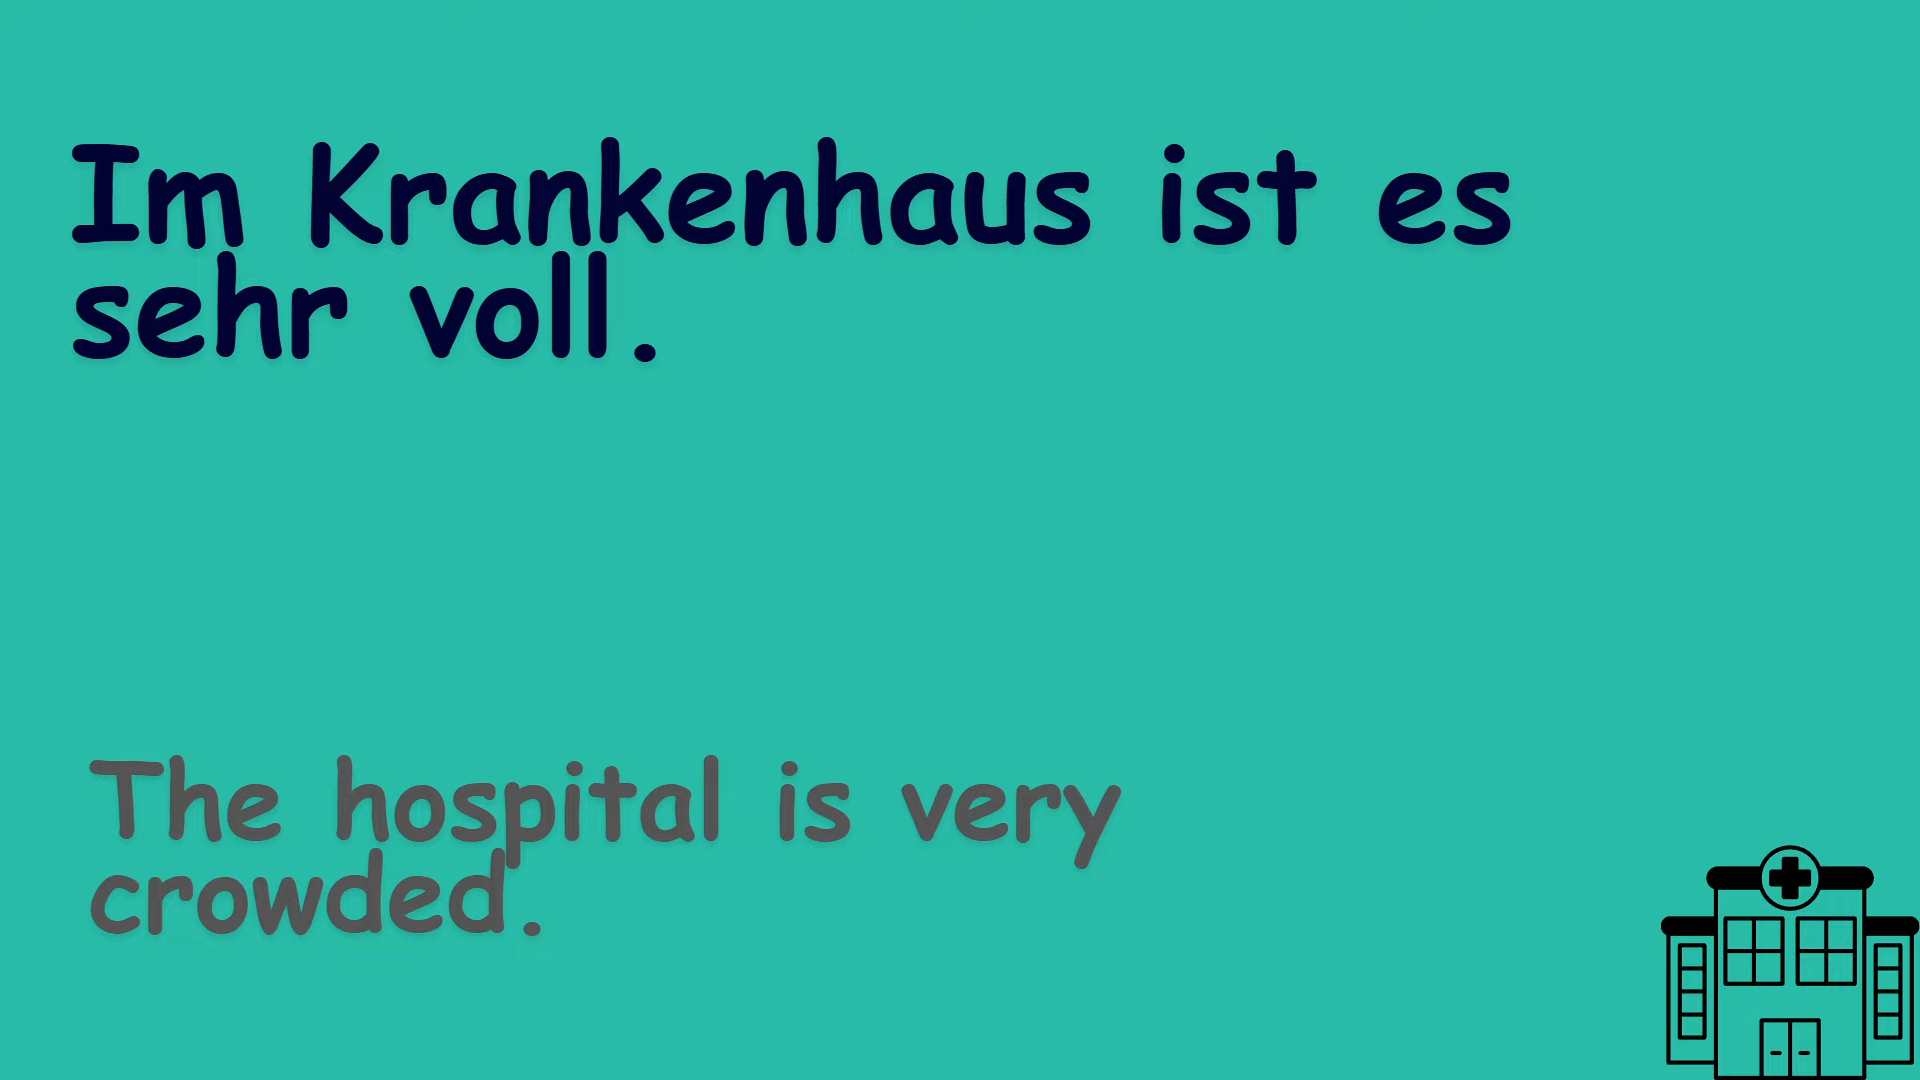 Im Krankenhaus ist es
sehr voll.
The hospital is very
crowded.